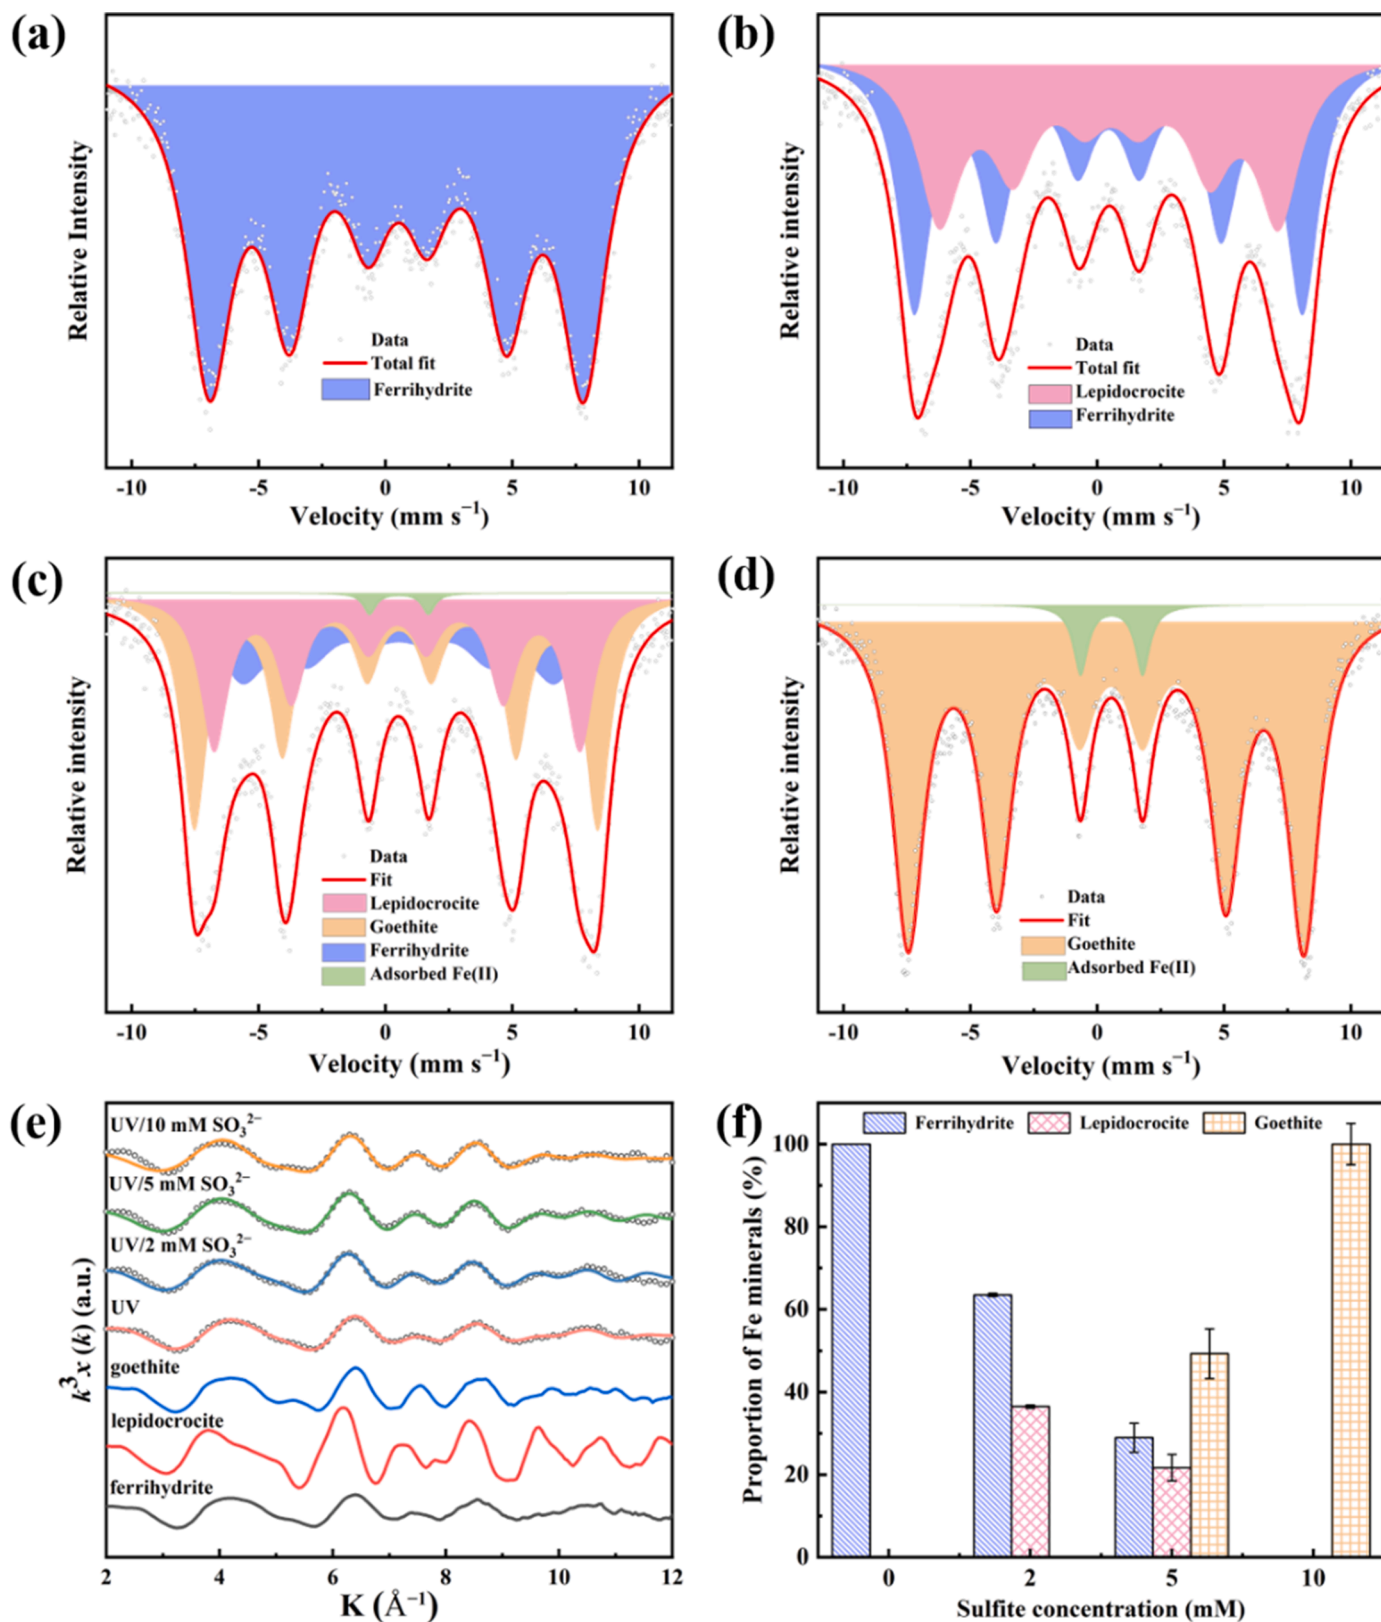 (a)
Relative Intensity
Data
Total fit
Ferrihydrite
-10 -5 0 5 10
Velocity (mm s⁻¹)
(b)
Relative intensity
Data
Total fit
Lepidocrocite
Ferrihydrite
-10 -5 0 5 10
Velocity (mm s⁻¹)
(c)
Relative intensity
Data
Fit
Lepidocrocite
Goethite
Ferrihydrite
Adsorbed Fe(II)
-10 -5 0 5 10
Velocity (mm s⁻¹)
(d)
Relative intensity
Data
Fit
Goethite
Adsorbed Fe(II)
-10 -5 0 5 10
Velocity (mm s⁻¹)
(e)
k³x (k) (a.u.)
UV/10 mM SO₃²⁻
UV/5 mM SO₃²⁻
UV/2 mM SO₃²⁻
UV
goethite
lepidocrocite
ferrihydrite
2 4 6 8 10 12
K (Å⁻¹)
(f)
Proportion of Fe minerals (%)
Ferrihydrite Lepidocrocite Goethite
100
80
60
40
20
0
0 2 5 10
Sulfite concentration (mM)